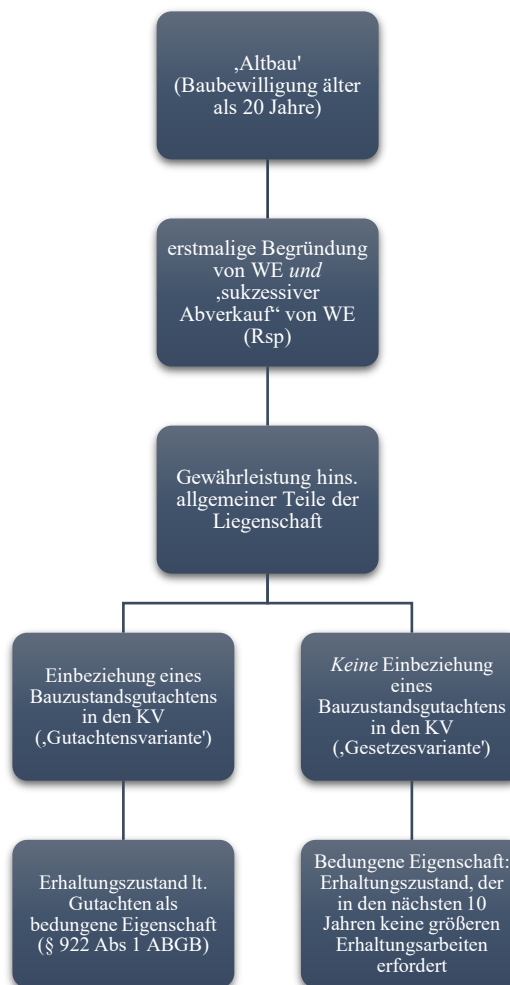 ‚Altbau'
(Baubewilligung älter
als 20 Jahre)
erstmalige Begründung
von WE und
‚sukzessiver
Abverkauf“ von WE
(Rsp)
Gewährleistung hins.
allgemeiner Teile der
Liegenschaft
Einbeziehung eines
Bauzustandsgutachtens
in den KV
(‚Gutachtensvariante')
Keine Einbeziehung
eines
Bauzustandsgutachtens
in den KV
(‚Gesetzesvariante')
Erhaltungszustand lt.
Gutachten als
bedungene Eigenschaft
(§ 922 Abs 1 ABGB)
Bedungene Eigenschaft:
Erhaltungszustand, der
in den nächsten 10
Jahren keine größeren
Erhaltungsarbeiten
erfordert